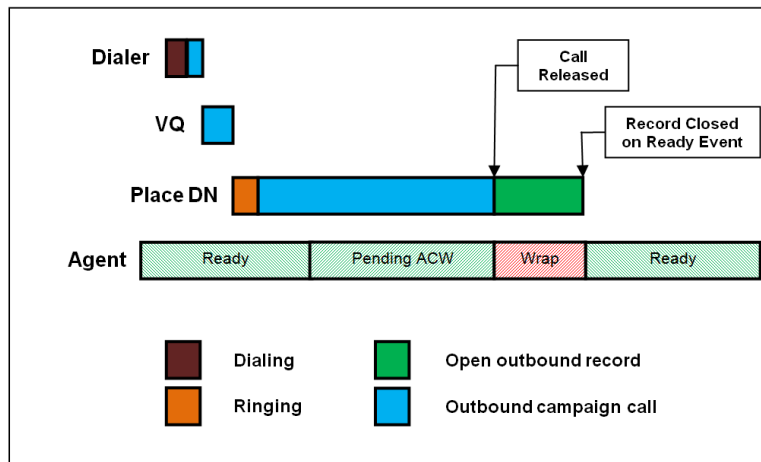 Dialer
Call
Released
VQ
Record Closed
on Ready Event
Place DN
Agent
Ready
Pending ACW
Wrap
Ready
Dialing
Open outbound record
Ringing
Outbound campaign call